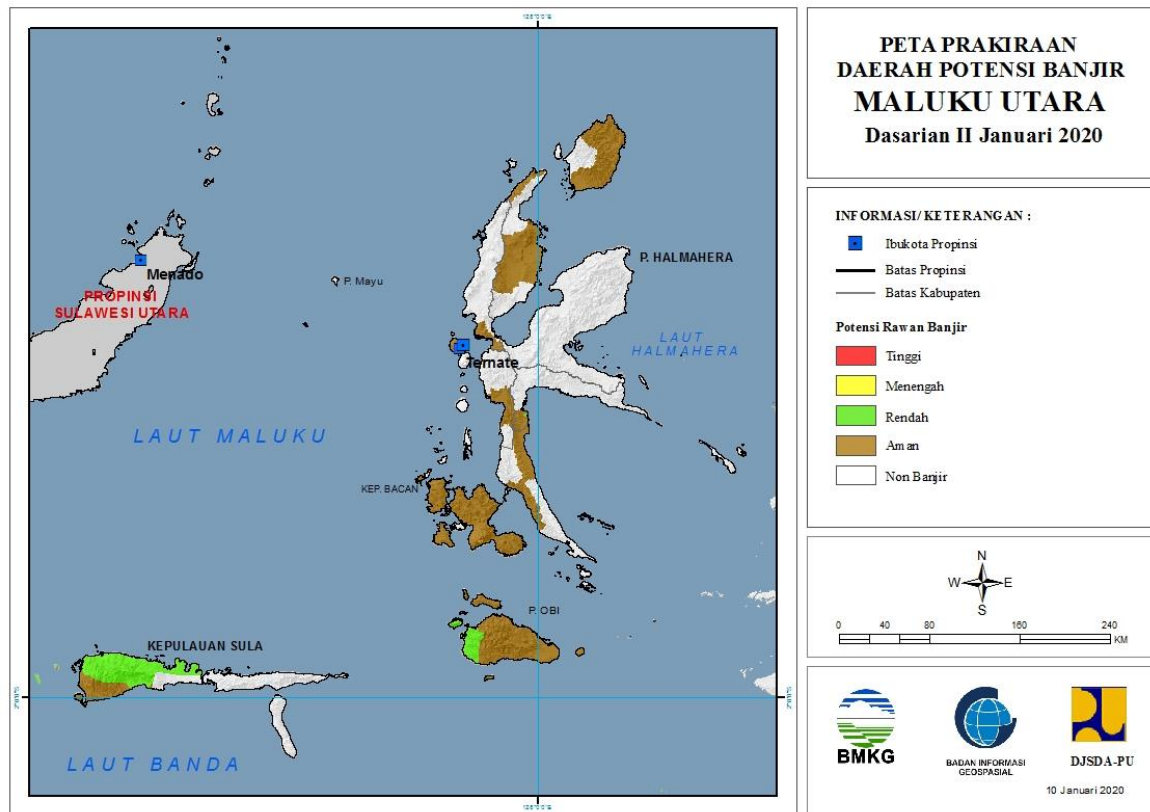 PETA PRAKIRAAN
DAERAH POTENSI BANJIR
MALUKU UTARA
Dasarian II Januari 2020
INFORMASI/ KETERANGAN :
Ibukota Propinsi
Batas Propinsi
Batas Kabupaten
Potensi Rawan Banjir
Tinggi
Menengah
Rendah
Aman
Non Banjir
N
W E
S
0 40 80 160 240
KM
BMKG
BADAN INFORMASI
GEOSPASIAL
DJSDA-PU
10 Januari 2020
Menado
PROPINSI
SULAWESI UTARA
P. Mayu
P. HALMAHERA
LAUT
HALMAHERA
Ternate
LAUT MALUKU
KEP. BACAN
P. OBI
KEPULAUAN SULA
LAUT BANDA